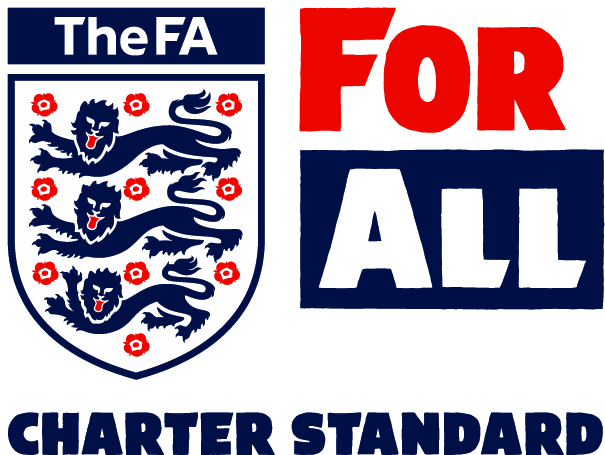 The FA
FOR
ALL
CHARTER STANDARD